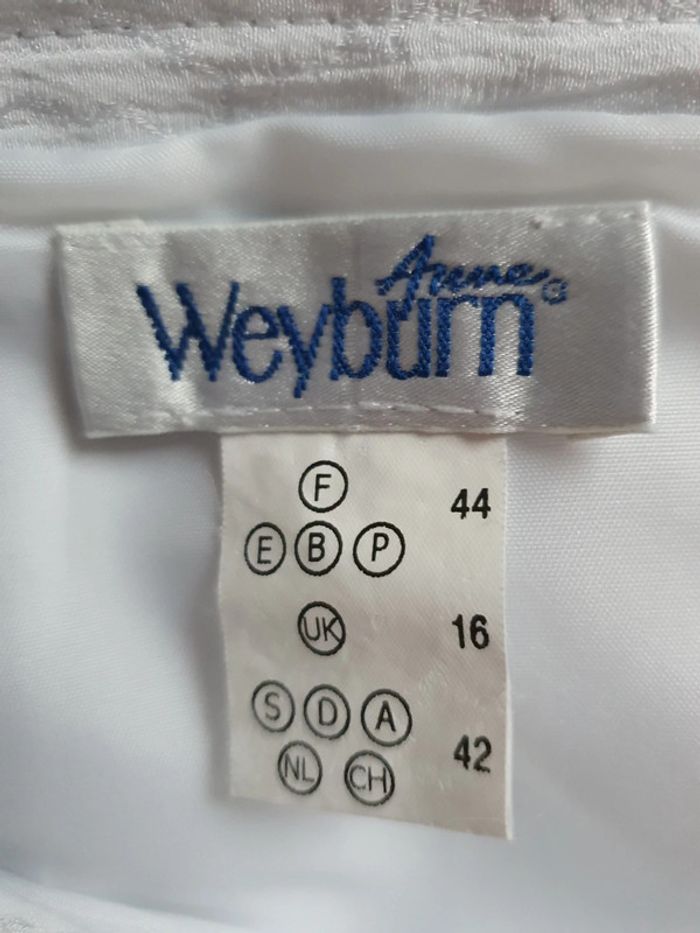 Anne
Weyburn®
F
44
E B P
UK 16
S D A
42
NL CH